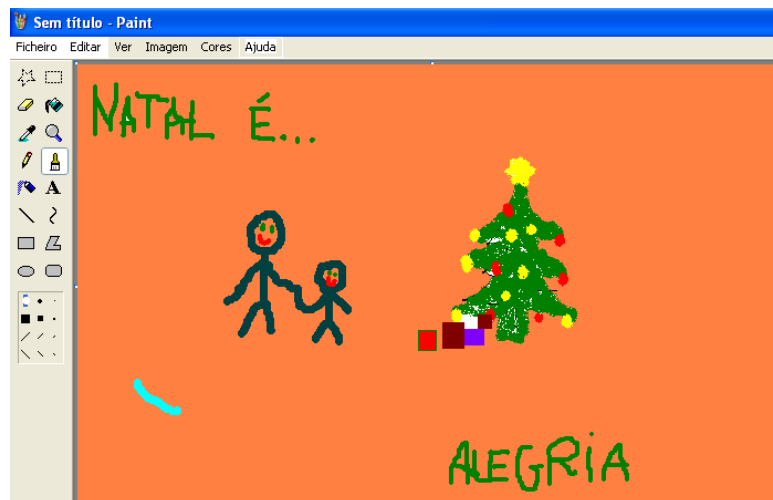 Sem título - Paint
Ficheiro Editar Ver Imagem Cores Ajuda
A
NATAL É...
ALEGRiA